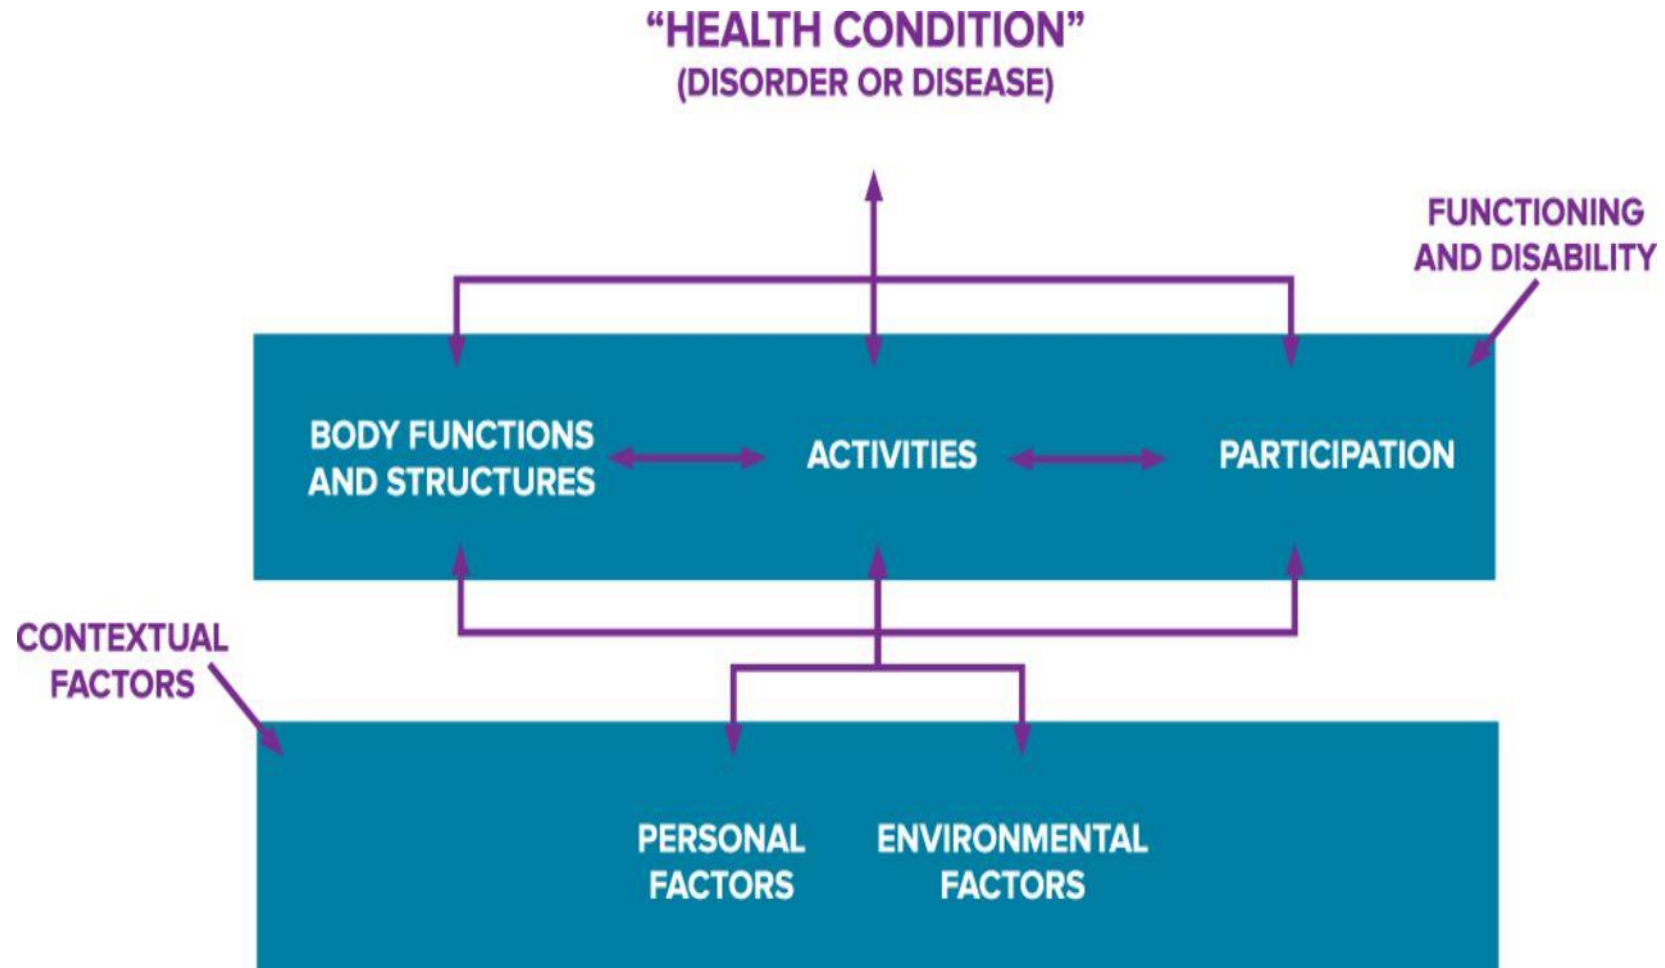 “HEALTH CONDITION”
(DISORDER OR DISEASE)
FUNCTIONING
AND DISABILITY
BODY FUNCTIONS
AND STRUCTURES
ACTIVITIES
PARTICIPATION
CONTEXTUAL
FACTORS
PERSONAL
FACTORS
ENVIRONMENTAL
FACTORS